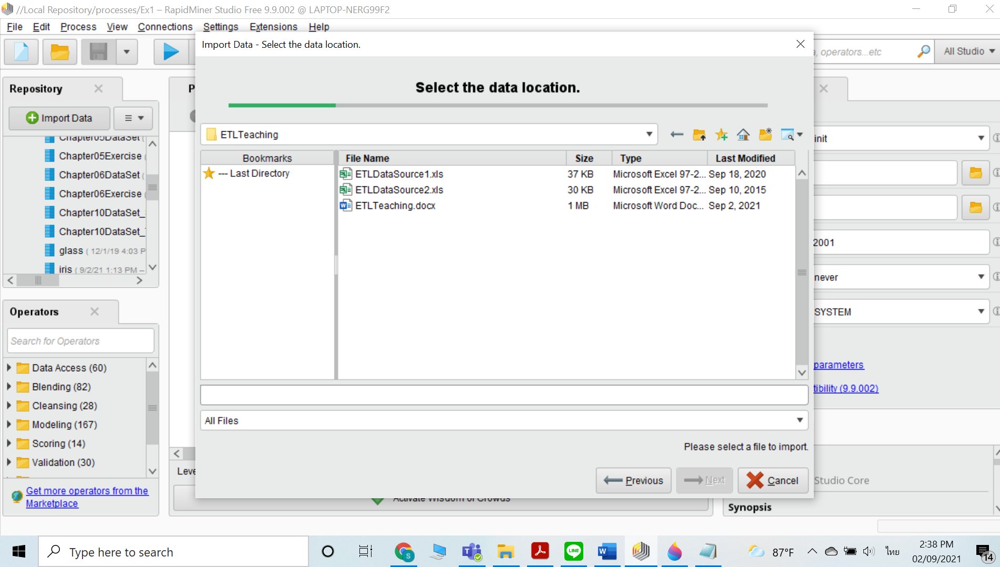 //Local Repository/processes/Ex1 – RapidMiner Studio Free 9.9.002 @ LAPTOP-NERG99F2
File Edit Process View Connections Settings Extensions Help
Import Data - Select the data location.
operators...etc
All Studio
Repository
Import Data
Chapter05DataSet (
Chapter05Exercise
Chapter06DataSet (
Chapter06Exercise
Chapter10DataSet_
Chapter10DataSet_
glass ( 12/1/19 4:03 P
iris ( 9/2/21 1:13 PM –
Operators
Search for Operators
Data Access (60)
Blending (82)
Cleansing (28)
Modeling (167)
Scoring (14)
Validation (30)
Get more operators from the
Marketplace
P
Select the data location.
ETLTeaching
Bookmarks
--- Last Directory
File Name Size Type Last Modified
ETLDataSource1.xls 37 KB Microsoft Excel 97-2... Sep 18, 2020
ETLDataSource2.xls 30 KB Microsoft Excel 97-2... Sep 10, 2015
ETLTeaching.docx 1 MB Microsoft Word Doc... Sep 2, 2021
All Files
Please select a file to import.
Previous Next Cancel
Leve
Activate Wisdom of Crowds
init
2001
never
SYSTEM
parameters
tibility (9.9.002)
Studio Core
Synopsis
Type here to search
LINE
87°F
ไทย
2:38 PM
02/09/2021
14